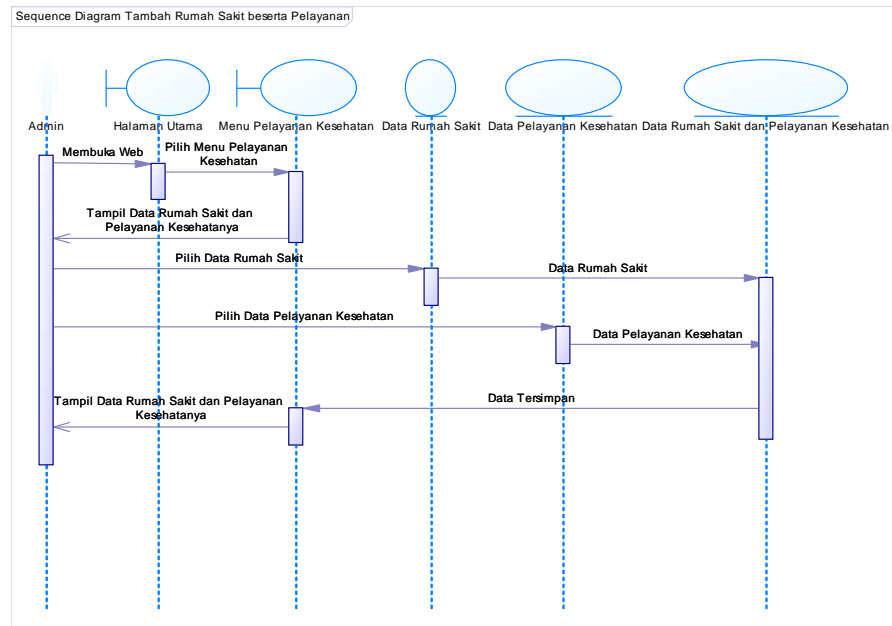 Sequence Diagram Tambah Rumah Sakit beserta Pelayanan
Admin
Halaman Utama
Menu Pelayanan Kesehatan
Data Rumah Sakit
Data Pelayanan Kesehatan
Data Rumah Sakit dan Pelayanan Kesehatan
Membuka Web
Pilih Menu Pelayanan
Kesehatan
Tampil Data Rumah Sakit dan
Pelayanan Kesehatanya
Pilih Data Rumah Sakit
Data Rumah Sakit
Pilih Data Pelayanan Kesehatan
Data Pelayanan Kesehatan
Data Tersimpan
Tampil Data Rumah Sakit dan Pelayanan
Kesehatanya